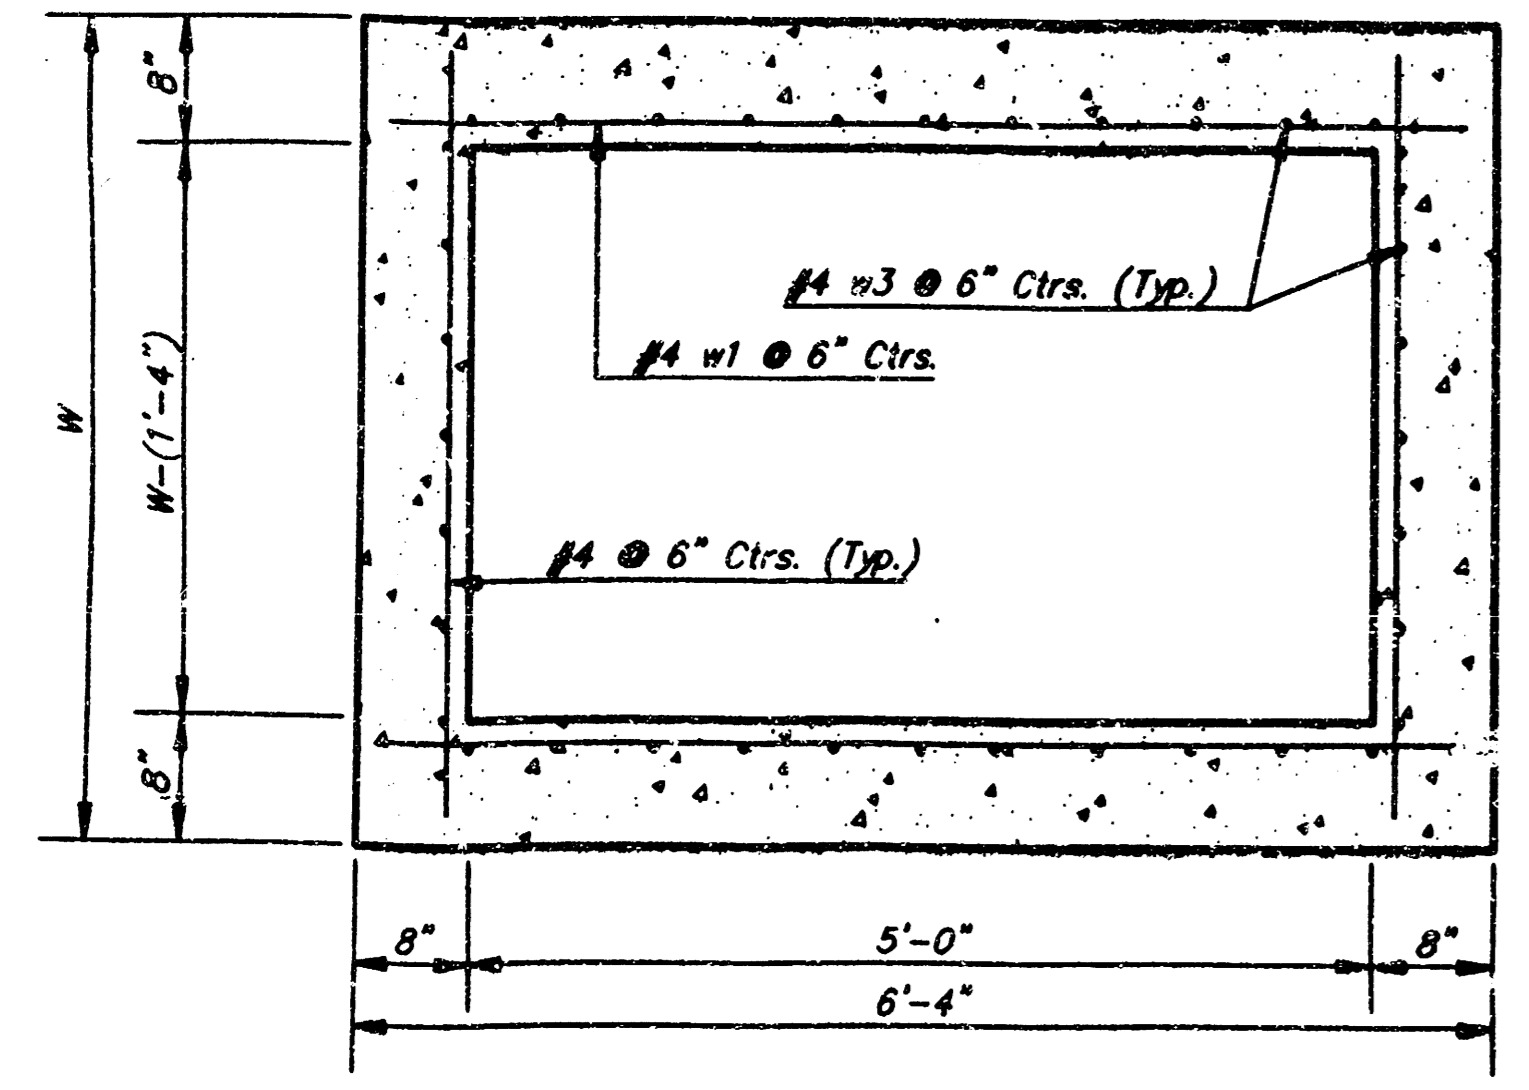 8"
#4 w3 @ 6" Ctrs. (Typ.)
#4 w1 @ 6" Ctrs.
W
W-(1'-4")
#4 @ 6" Ctrs. (Typ.)
8"
8"
5'-0"
8"
6'-4"